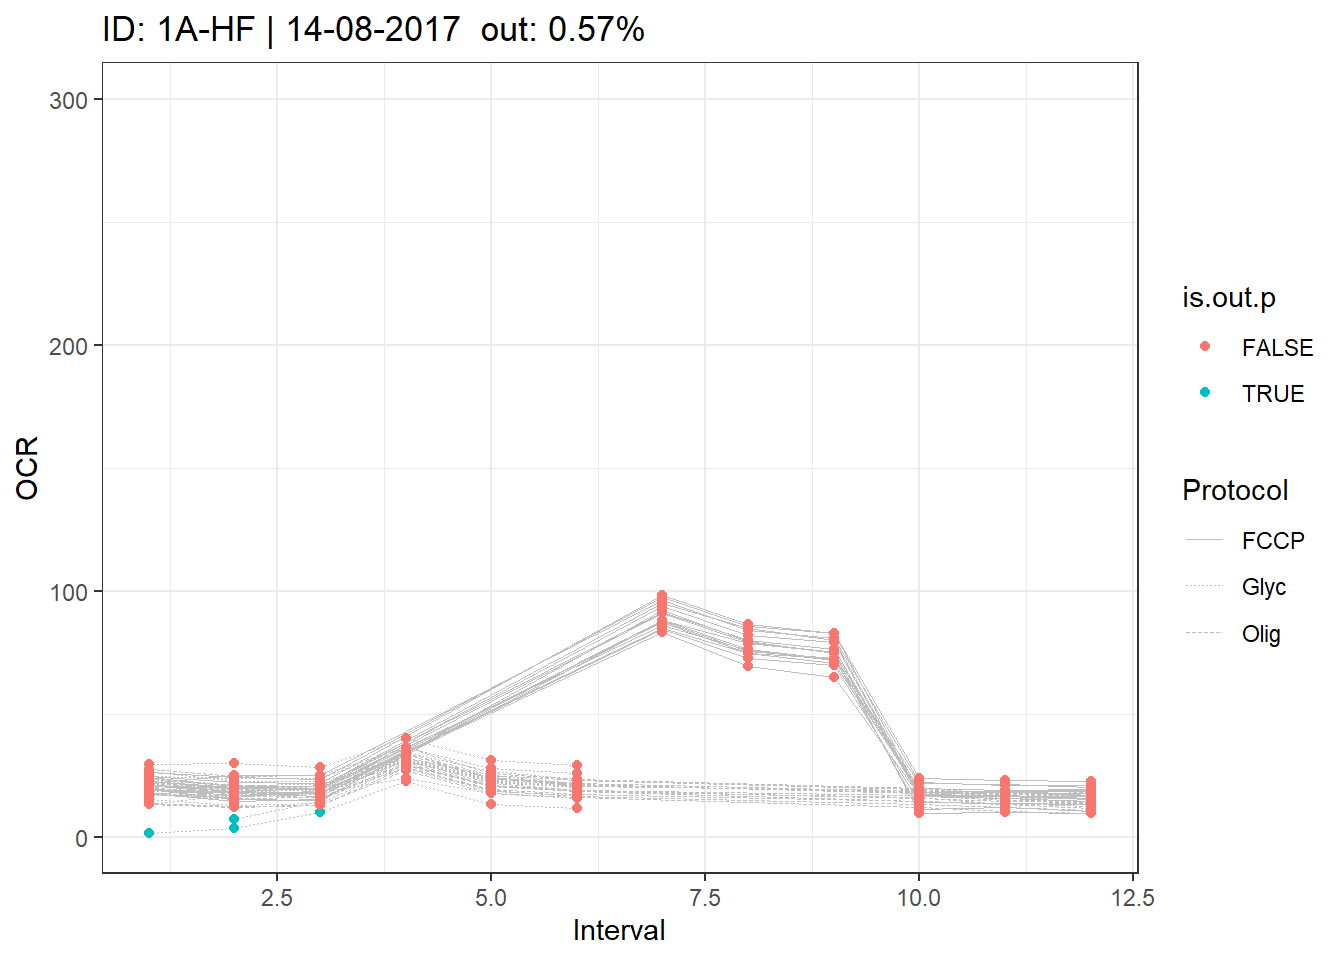 ID: 1A-HF | 14-08-2017  out: 0.57%
300
200
100
0
OCR
2.5
5.0
7.5
10.0
12.5
Interval
is.out.p
FALSE
TRUE
Protocol
FCCP
Glyc
Olig